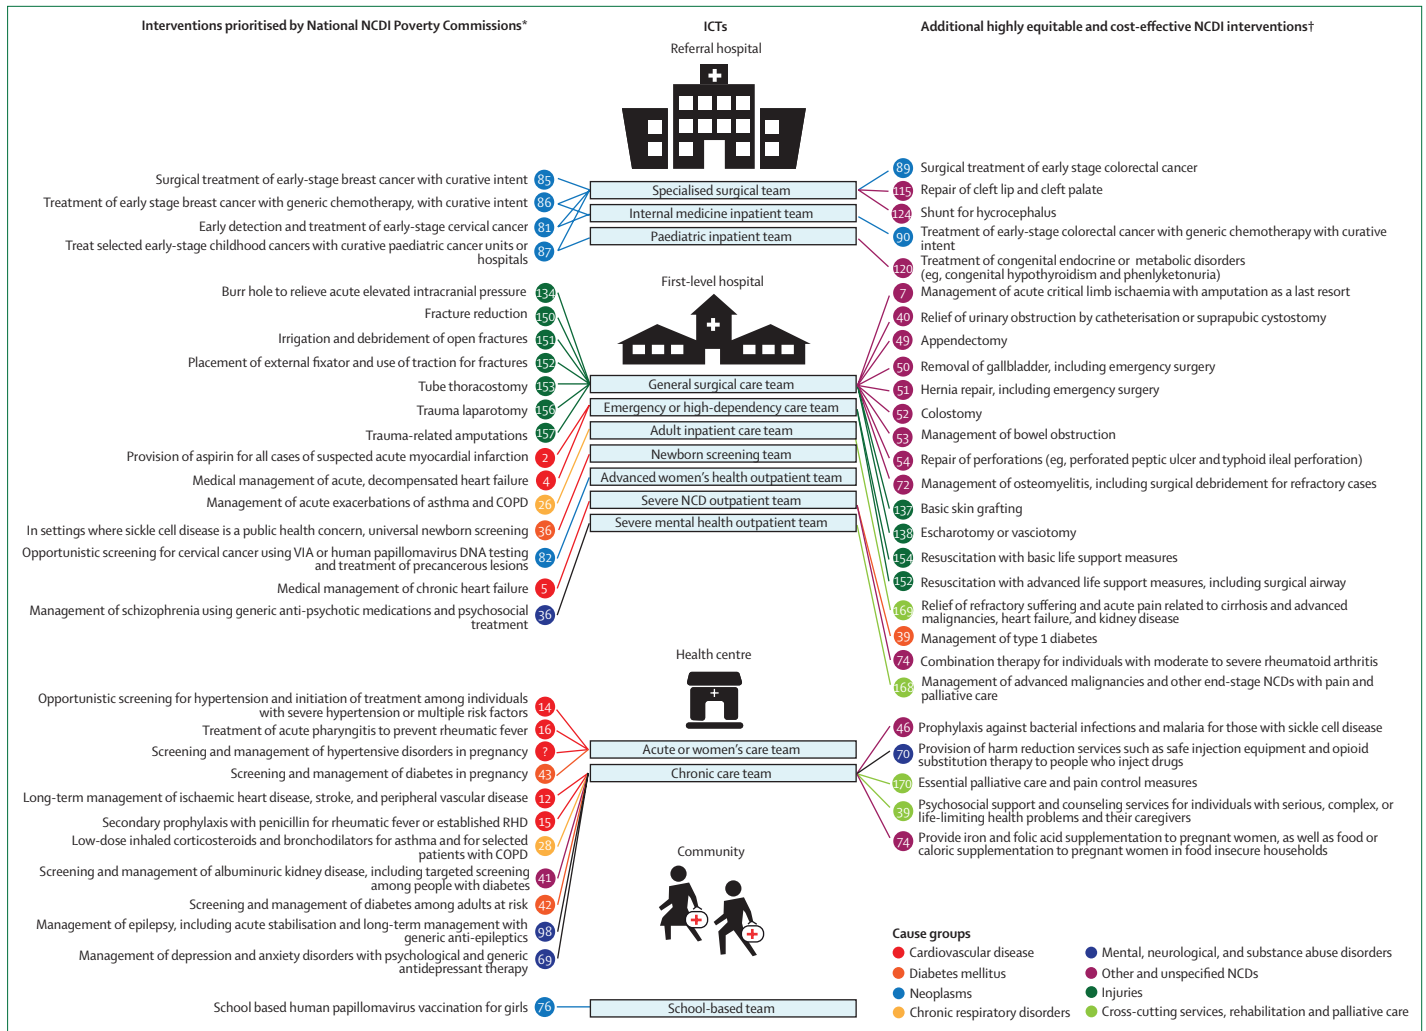 Interventions prioritised by National NCDI Poverty Commissions*
ICTs
Additional highly equitable and cost-effective NCDI interventions†
Referral hospital
Surgical treatment of early-stage breast cancer with curative intent
85
Treatment of early stage breast cancer with generic chemotherapy, with curative intent
86
Early detection and treatment of early-stage cervical cancer
81
Treat selected early-stage childhood cancers with curative paediatric cancer units or
hospitals
87
Specialised surgical team
Internal medicine inpatient team
Paediatric inpatient team
89
Surgical treatment of early stage colorectal cancer
115
Repair of cleft lip and cleft palate
124
Shunt for hycrocephalus
90
Treatment of early-stage colorectal cancer with generic chemotherapy with curative
intent
120
Treatment of congenital endocrine or metabolic disorders
(eg, congenital hypothyroidism and phenlyketonuria)
First-level hospital
Burr hole to relieve acute elevated intracranial pressure
134
Fracture reduction
150
Irrigation and debridement of open fractures
151
Placement of external fixator and use of traction for fractures
152
Tube thoracostomy
153
Trauma laparotomy
156
Trauma-related amputations
157
Provision of aspirin for all cases of suspected acute myocardial infarction
2
Medical management of acute, decompensated heart failure
4
Management of acute exacerbations of asthma and COPD
26
In settings where sickle cell disease is a public health concern, universal newborn screening
36
Opportunistic screening for cervical cancer using VIA or human papillomavirus DNA testing
and treatment of precancerous lesions
82
Medical management of chronic heart failure
5
Management of schizophrenia using generic anti-psychotic medications and psychosocial
treatment
36
General surgical care team
Emergency or high-dependency care team
Adult inpatient care team
Newborn screening team
Advanced women's health outpatient team
Severe NCD outpatient team
Severe mental health outpatient team
7
Management of acute critical limb ischaemia with amputation as a last resort
40
Relief of urinary obstruction by catheterisation or suprapubic cystostomy
49
Appendectomy
50
Removal of gallbladder, including emergency surgery
51
Hernia repair, including emergency surgery
52
Colostomy
53
Management of bowel obstruction
54
Repair of perforations (eg, perforated peptic ulcer and typhoid ileal perforation)
72
Management of osteomyelitis, including surgical debridement for refractory cases
137
Basic skin grafting
138
Escharotomy or vasciotomy
154
Resuscitation with basic life support measures
152
Resuscitation with advanced life support measures, including surgical airway
169
Relief of refractory suffering and acute pain related to cirrhosis and advanced
malignancies, heart failure, and kidney disease
39
Management of type 1 diabetes
74
Combination therapy for individuals with moderate to severe rheumatoid arthritis
168
Management of advanced malignancies and other end-stage NCDs with pain and
palliative care
Health centre
Opportunistic screening for hypertension and initiation of treatment among individuals
with severe hypertension or multiple risk factors
14
Treatment of acute pharyngitis to prevent rheumatic fever
16
Screening and management of hypertensive disorders in pregnancy
?
Screening and management of diabetes in pregnancy
43
Long-term management of ischaemic heart disease, stroke, and peripheral vascular disease
12
Secondary prophylaxis with penicillin for rheumatic fever or established RHD
15
Low-dose inhaled corticosteroids and bronchodilators for asthma and for selected
patients with COPD
28
Screening and management of albuminuric kidney disease, including targeted screening
among people with diabetes
41
Screening and management of diabetes among adults at risk
42
Management of epilepsy, including acute stabilisation and long-term management with
generic anti-epileptics
98
Management of depression and anxiety disorders with psychological and generic
antidepressant therapy
69
Acute or women's care team
Chronic care team
46
Prophylaxis against bacterial infections and malaria for those with sickle cell disease
70
Provision of harm reduction services such as safe injection equipment and opioid
substitution therapy to people who inject drugs
170
Essential palliative care and pain control measures
39
Psychosocial support and counseling services for individuals with serious, complex, or
life-limiting health problems and their caregivers
74
Provide iron and folic acid supplementation to pregnant women, as well as food or
caloric supplementation to pregnant women in food insecure households
Community
School based human papillomavirus vaccination for girls
76
School-based team
Cause groups
Cardiovascular disease
Diabetes mellitus
Neoplasms
Chronic respiratory disorders
Mental, neurological, and substance abuse disorders
Other and unspecified NCDs
Injuries
Cross-cutting services, rehabilitation and palliative care